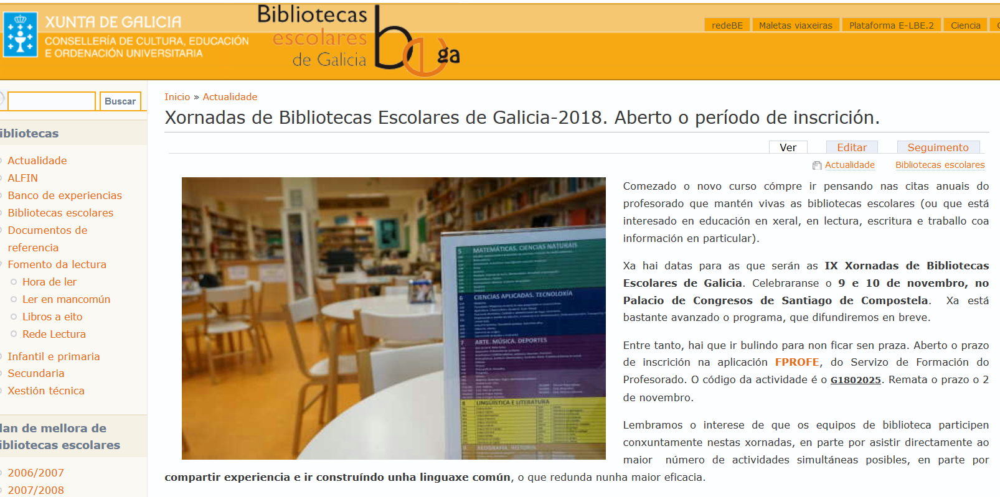 XUNTA DE GALICIA
CONSELLERÍA DE CULTURA, EDUCACIÓN
E ORDENACIÓN UNIVERSITARIA
Bibliotecas
escolares
de Galicia
bega
redeBE
Maletas viaxeiras
Plataforma E-LBE.2
Ciencia
Buscar
ibliotecas
Actualidade
ALFIN
Banco de experiencias
Bibliotecas escolares
Documentos de
referencia
Fomento da lectura
Hora de ler
Ler en mancomún
Libros a eito
Rede Lectura
Infantil e primaria
Secundaria
Xestión técnica
lan de mellora de
ibliotecas escolares
2006/2007
2007/2008
Inicio » Actualidade
Xornadas de Bibliotecas Escolares de Galicia-2018. Aberto o período de inscrición.
Ver
Editar
Seguimento
Actualidade
Bibliotecas escolares
5 MATEMÁTICAS. CIENCIAS NATURAIS
6 CIENCIAS APLICADAS. TECNOLOXÍA
7 ARTE. MÚSICA. DEPORTES
8 LINGÜÍSTICA E LITERATURA
9 XEOGRAFÍA. HISTORIA
Comezado o novo curso cómpre ir pensando nas citas anuais do
profesorado que mantén vivas as bibliotecas escolares (ou que está
interesado en educación en xeral, en lectura, escritura e traballo coa
información en particular).
Xa hai datas para as que serán as IX Xornadas de Bibliotecas
Escolares de Galicia. Celebraranse o 9 e 10 de novembro, no
Palacio de Congresos de Santiago de Compostela. Xa está
bastante avanzado o programa, que difundiremos en breve.
Entre tanto, hai que ir bulindo para non ficar sen praza. Aberto o prazo
de inscrición na aplicación FPROFE, do Servizo de Formación do
Profesorado. O código da actividade é o G1802025. Remata o prazo o 2
de novembro.
Lembramos o interese de que os equipos de biblioteca participen
conxuntamente nestas xornadas, en parte por asistir directamente ao
maior número de actividades simultáneas posibles, en parte por
compartir experiencia e ir construíndo unha linguaxe común, o que redunda nunha maior eficacia.